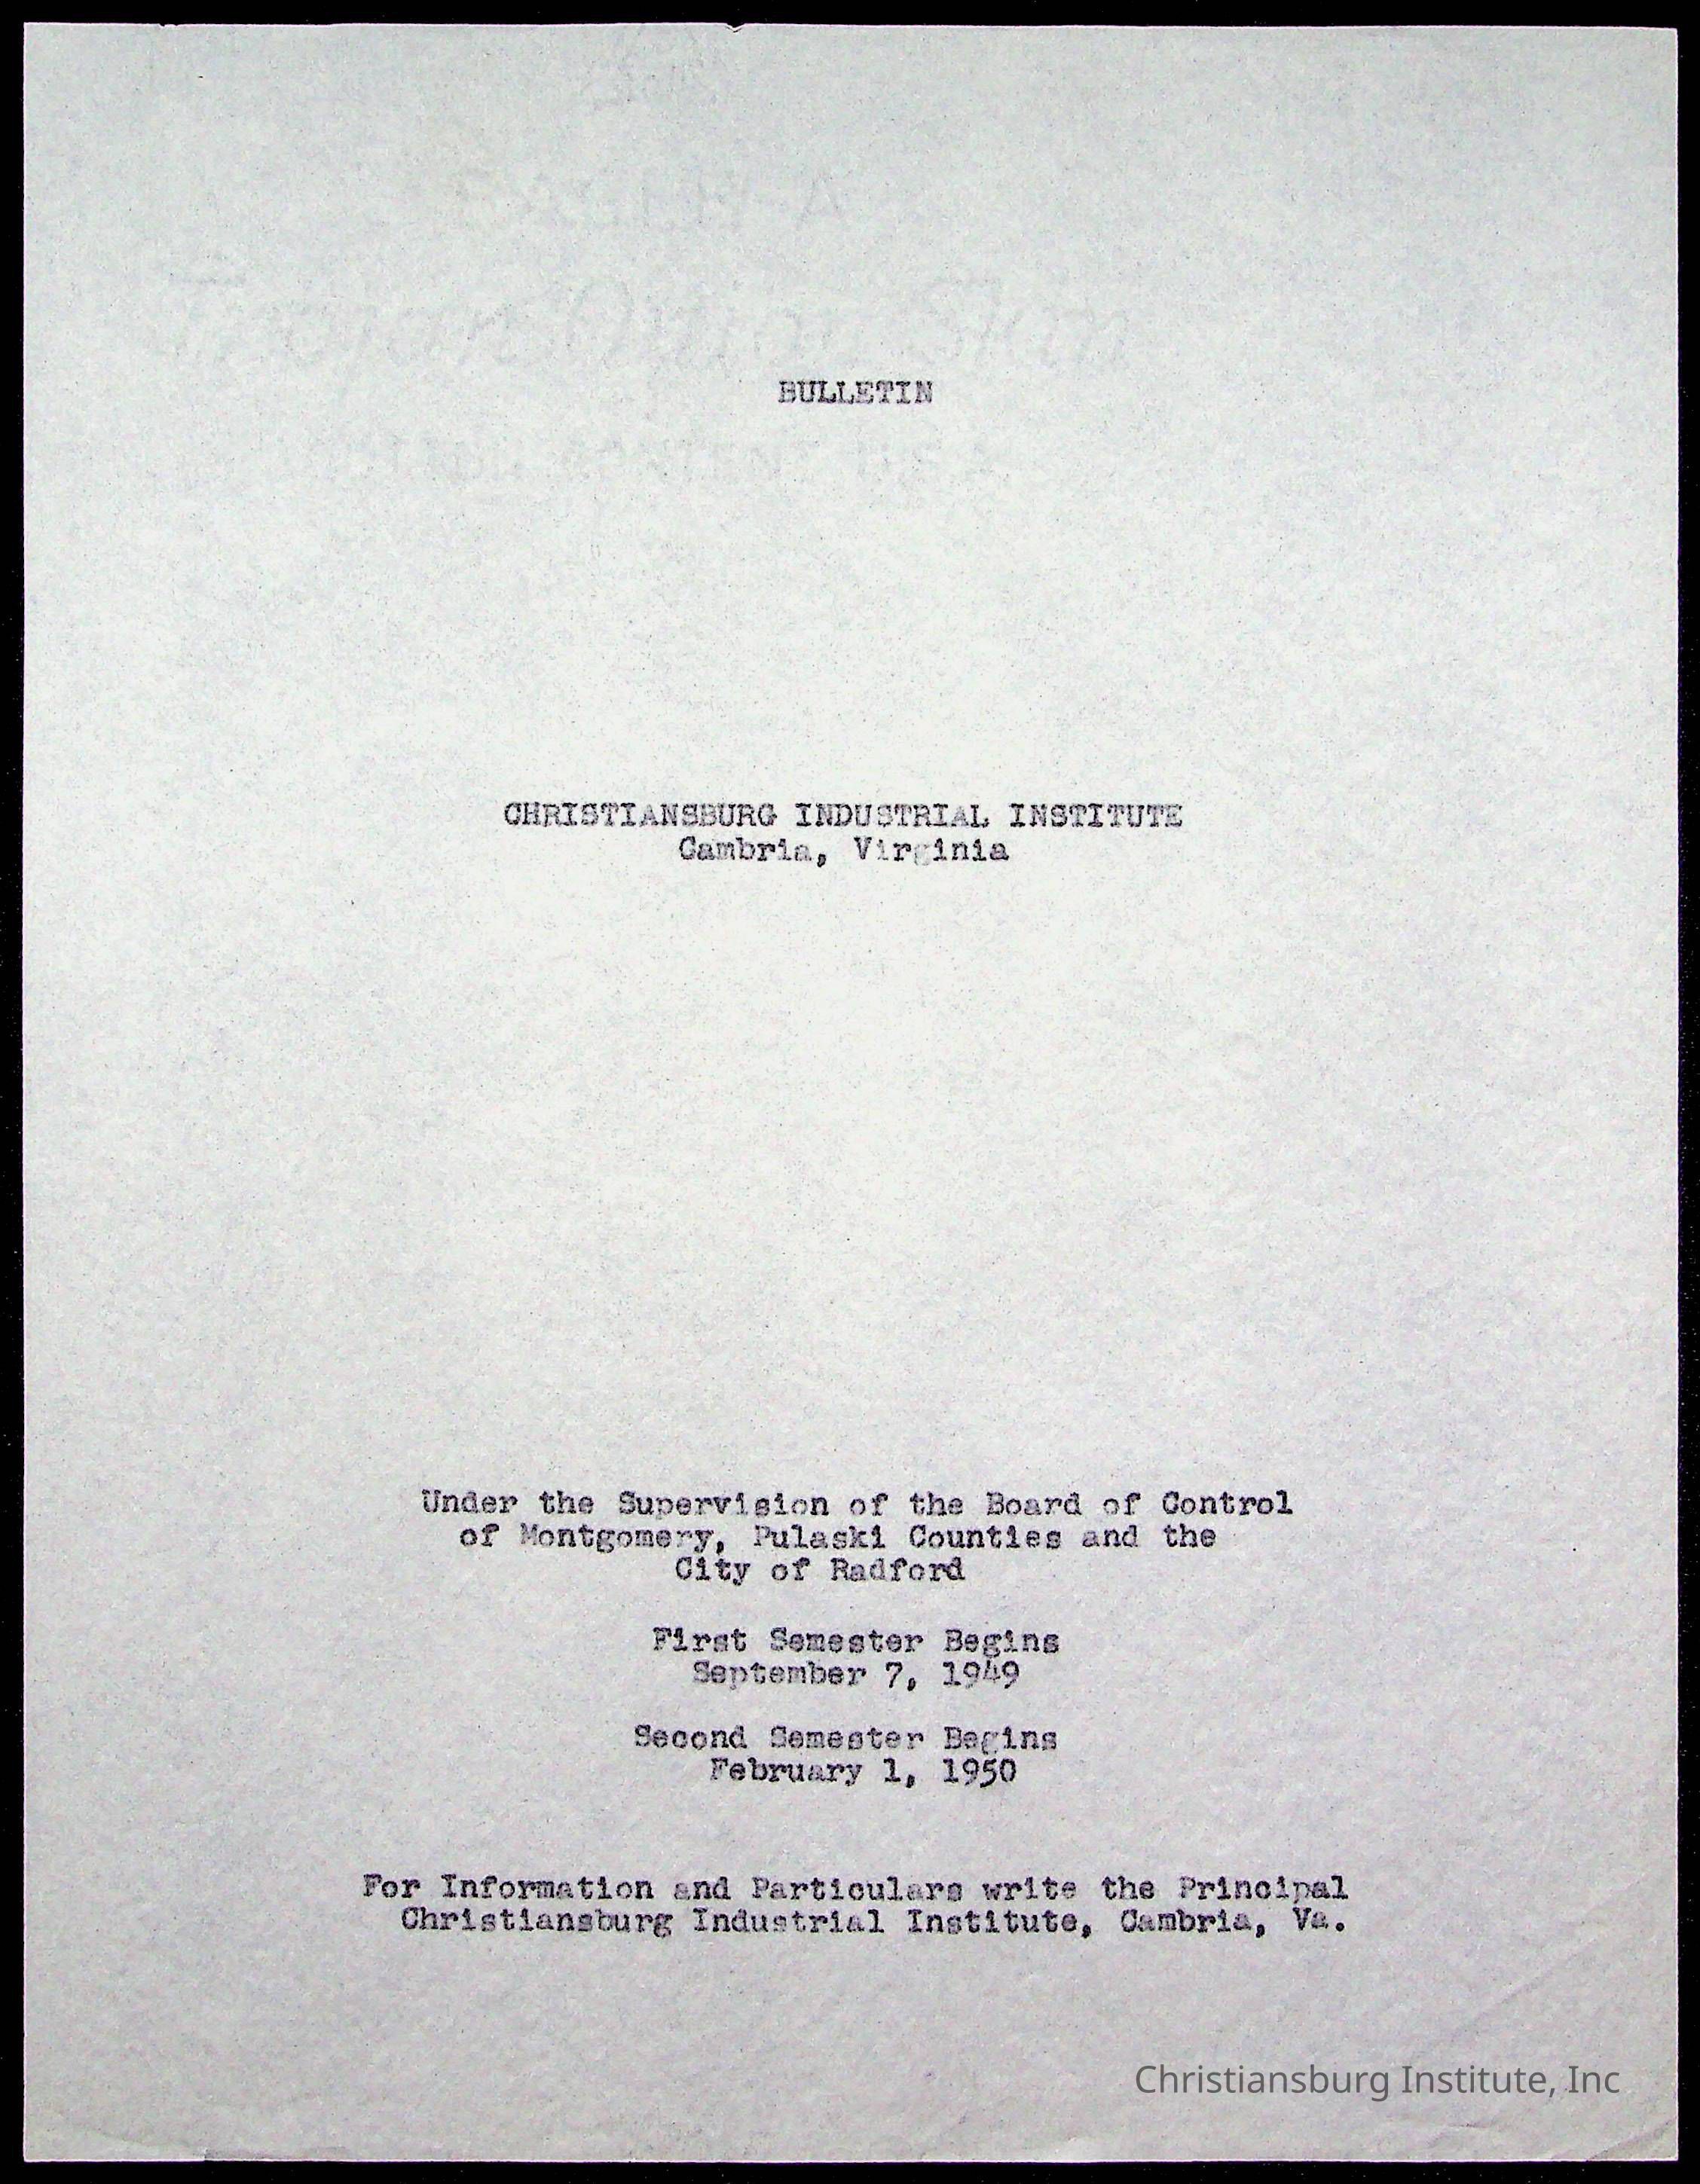 BULLETIN
CHRISTIANSBURG INDUSTRIAL INSTITUTE
Cambria, Virginia
Under the Supervision of the Board of Control
of Montgomery, Pulaski Counties and the
City of Radford
First Semester Begins
September 7, 1949
Second Semester Begins
February 1, 1950
For Information and Particulars write the Principal
Christiansburg Industrial Institute, Cambria, Va.
Christiansburg Institute, Inc